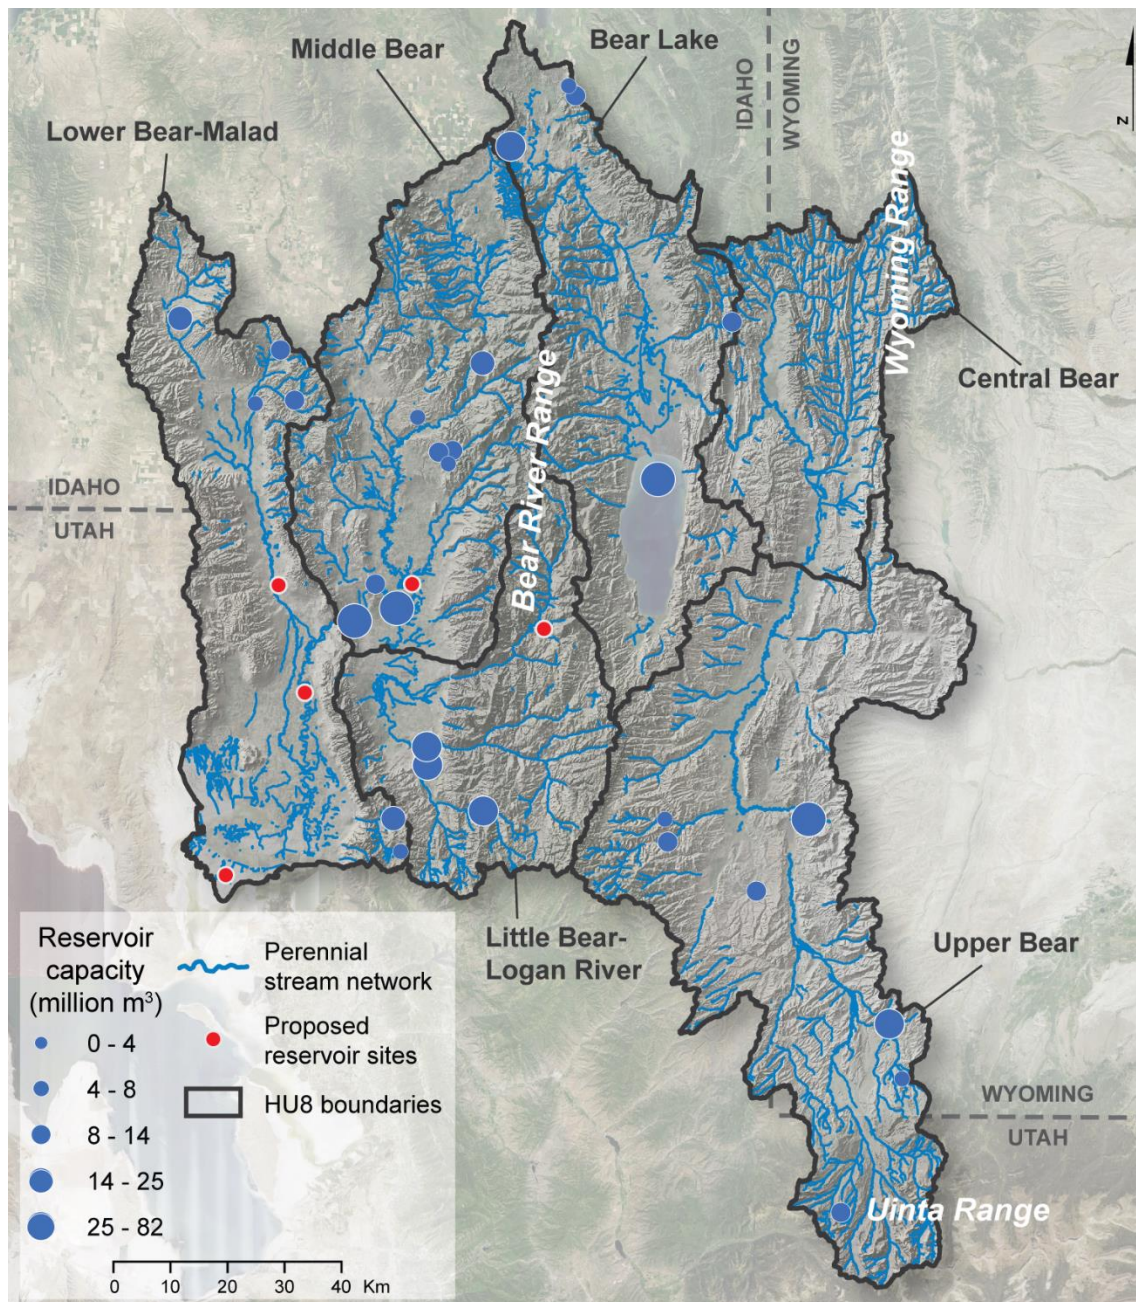 Middle Bear
Bear Lake
Lower Bear-Malad
IDAHO
WYOMING
N
Wyoming Range
Central Bear
Bear River Range
IDAHO
UTAH
Little Bear-
Logan River
Upper Bear
WYOMING
UTAH
Uinta Range
Reservoir
capacity
(million m³)
0 - 4
4 - 8
8 - 14
14 - 25
25 - 82
Perennial
stream network
Proposed
reservoir sites
HU8 boundaries
0 10 20 30 40 Km